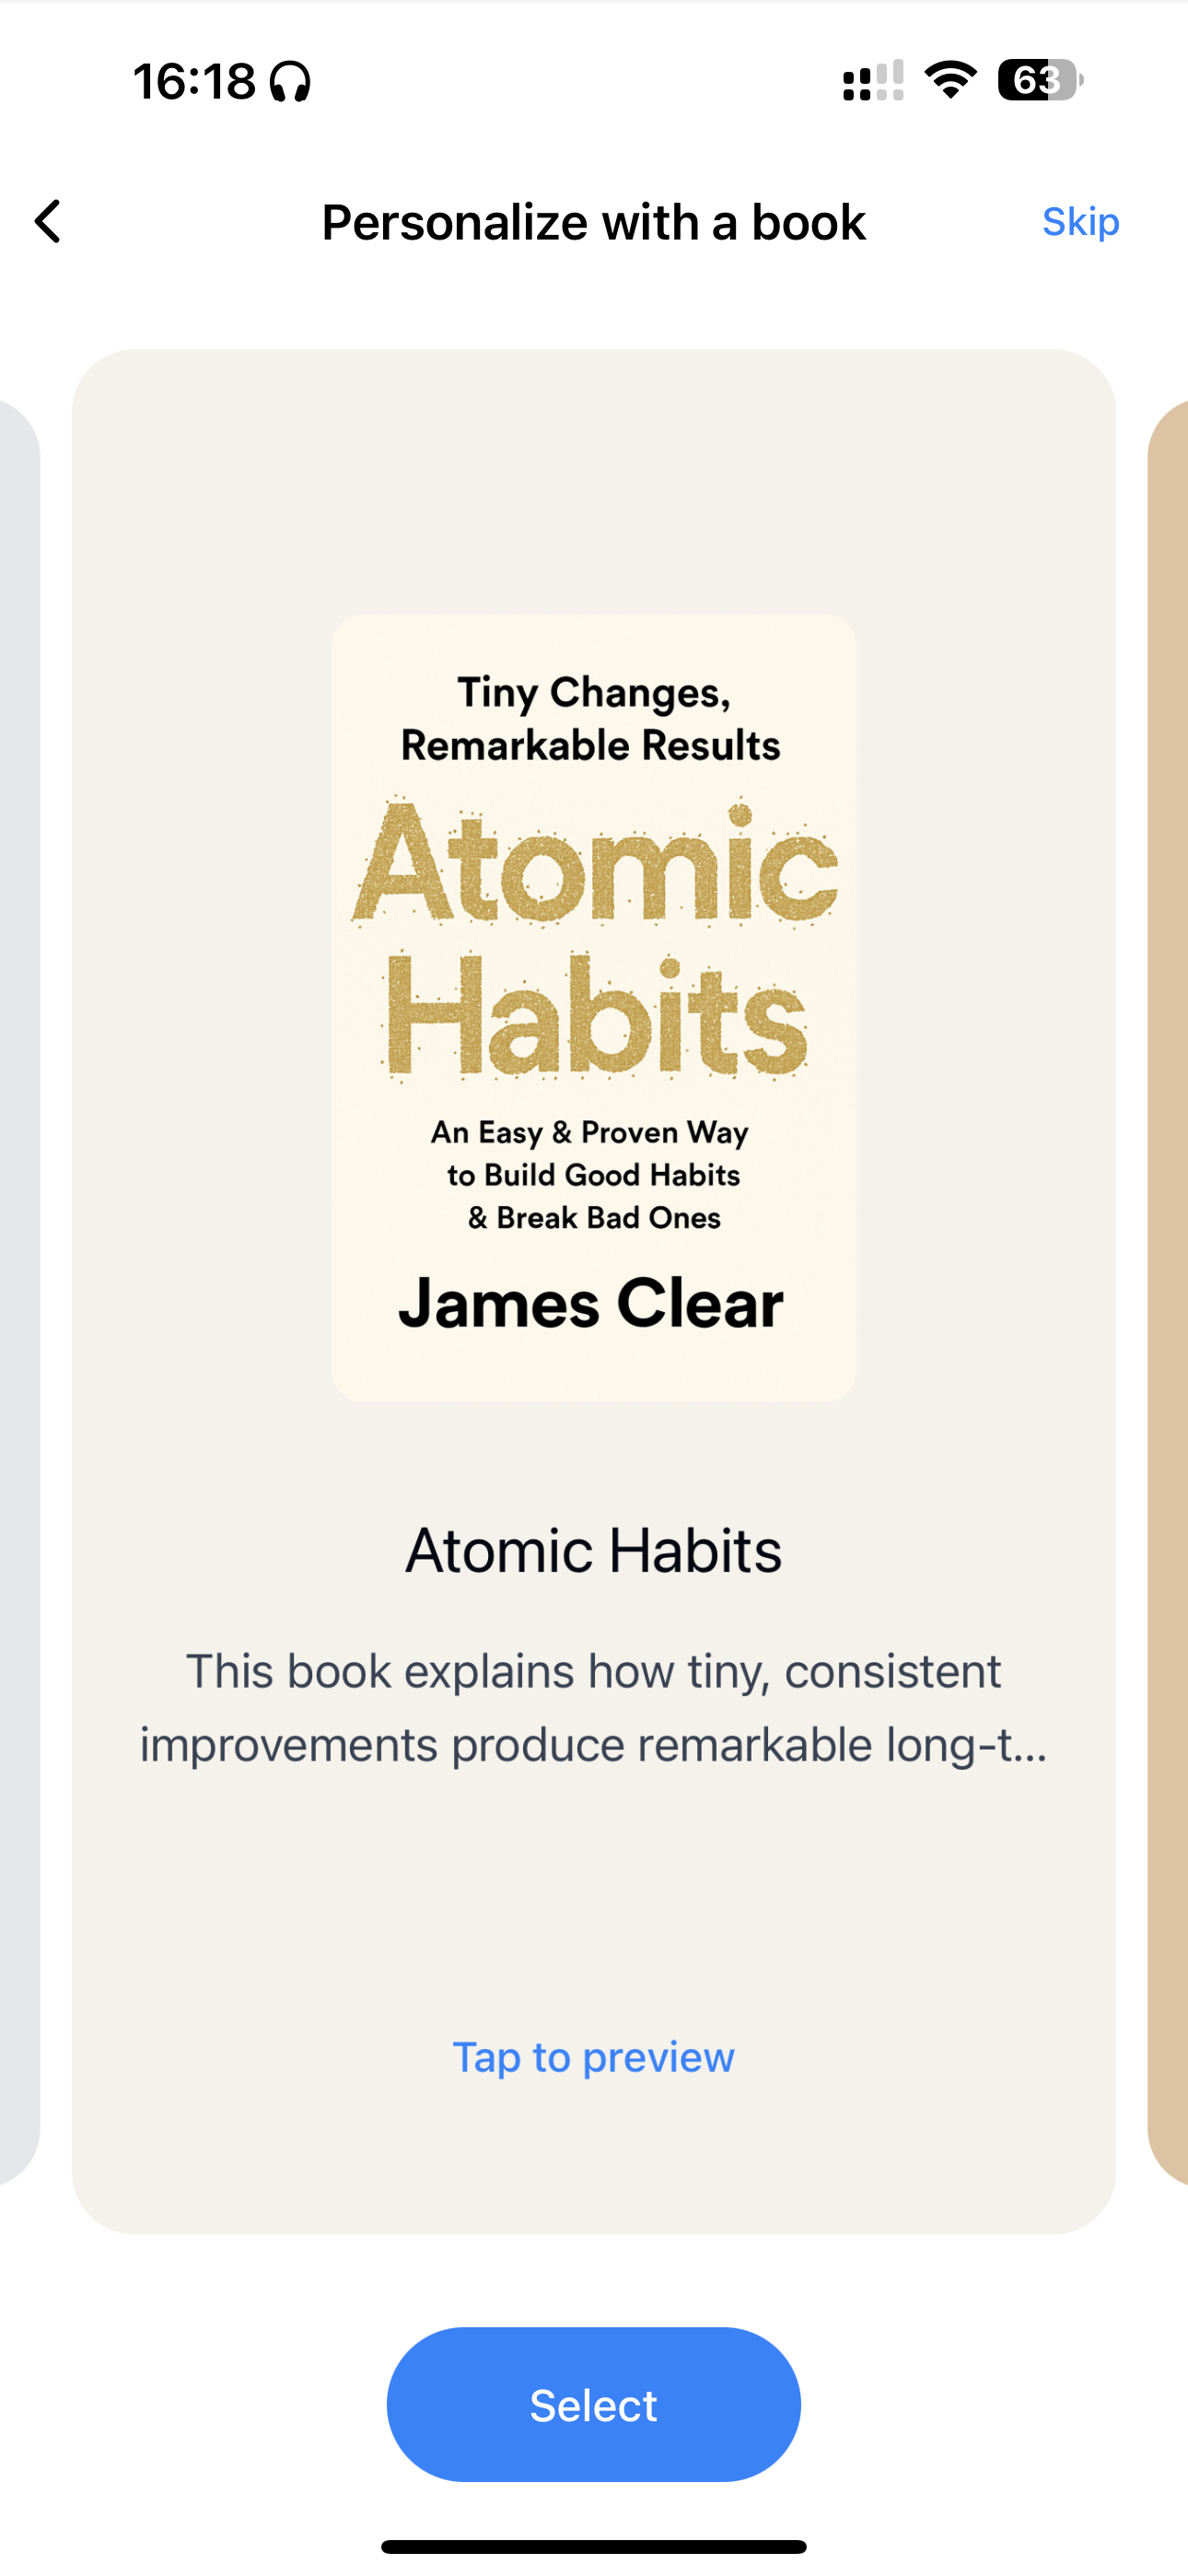 16:18
63
Personalize with a book
Skip
Tiny Changes,
Remarkable Results
Atomic
Habits
An Easy & Proven Way
to Build Good Habits
& Break Bad Ones
James Clear
Atomic Habits
This book explains how tiny, consistent
improvements produce remarkable long-t...
Tap to preview
Select